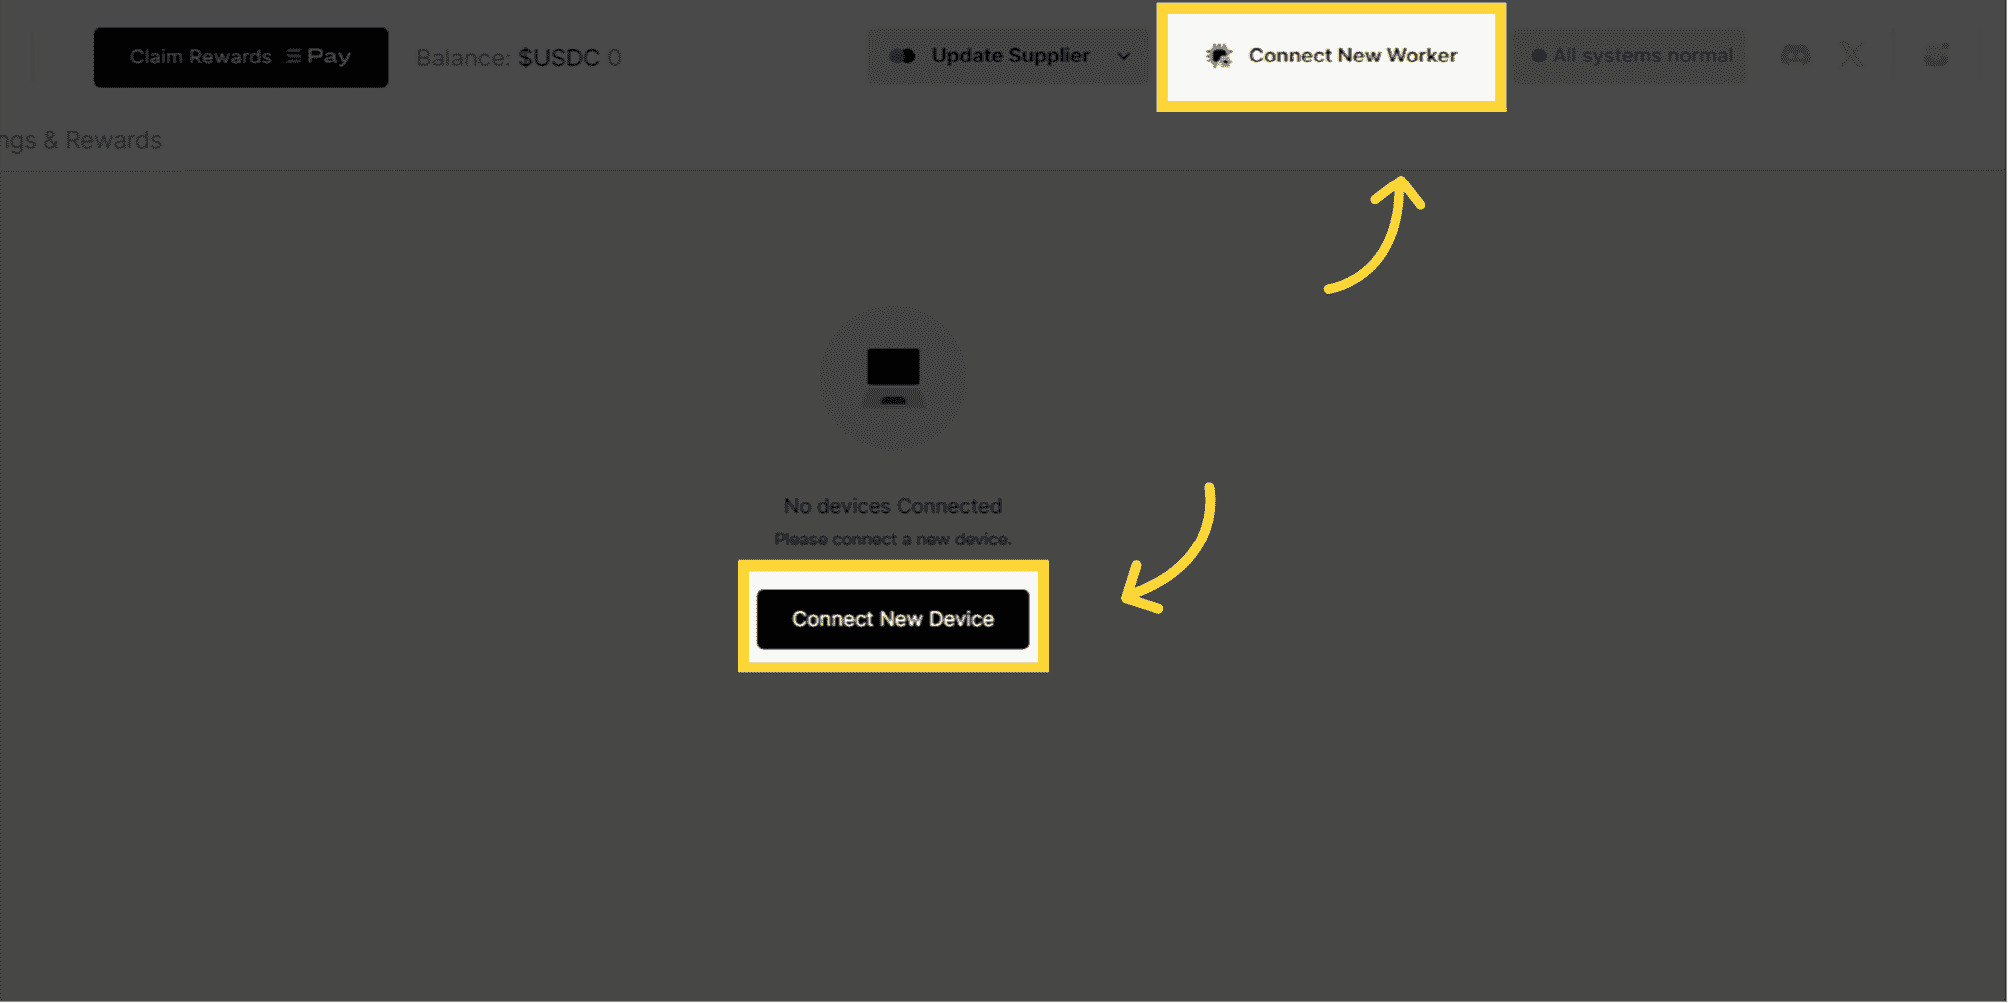 Claim Rewards Pay Balance: $USDC 0 Update Supplier Connect New Worker All systems normal
ngs & Rewards
No devices Connected
Please connect a new device.
Connect New Device